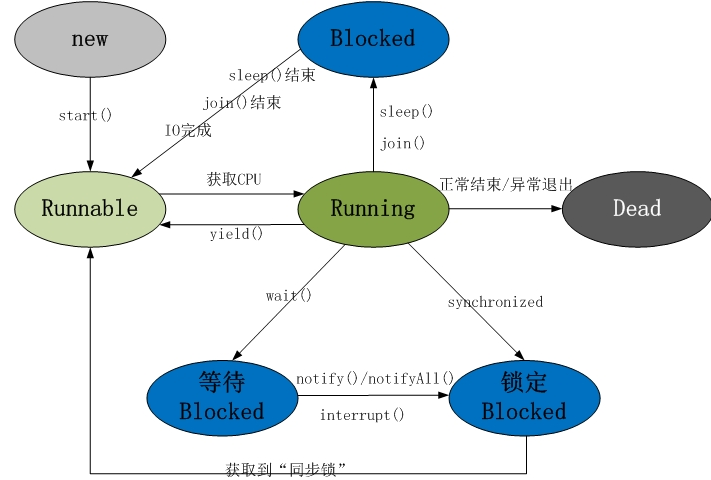 new
Blocked
start()
sleep()结束
join()结束
IO完成
sleep()
join()
Runnable
获取CPU
yield()
Running
正常结束/异常退出
Dead
wait()
synchronized
等待
Blocked
notify()/notifyAll()
interrupt()
锁定
Blocked
获取到“同步锁”